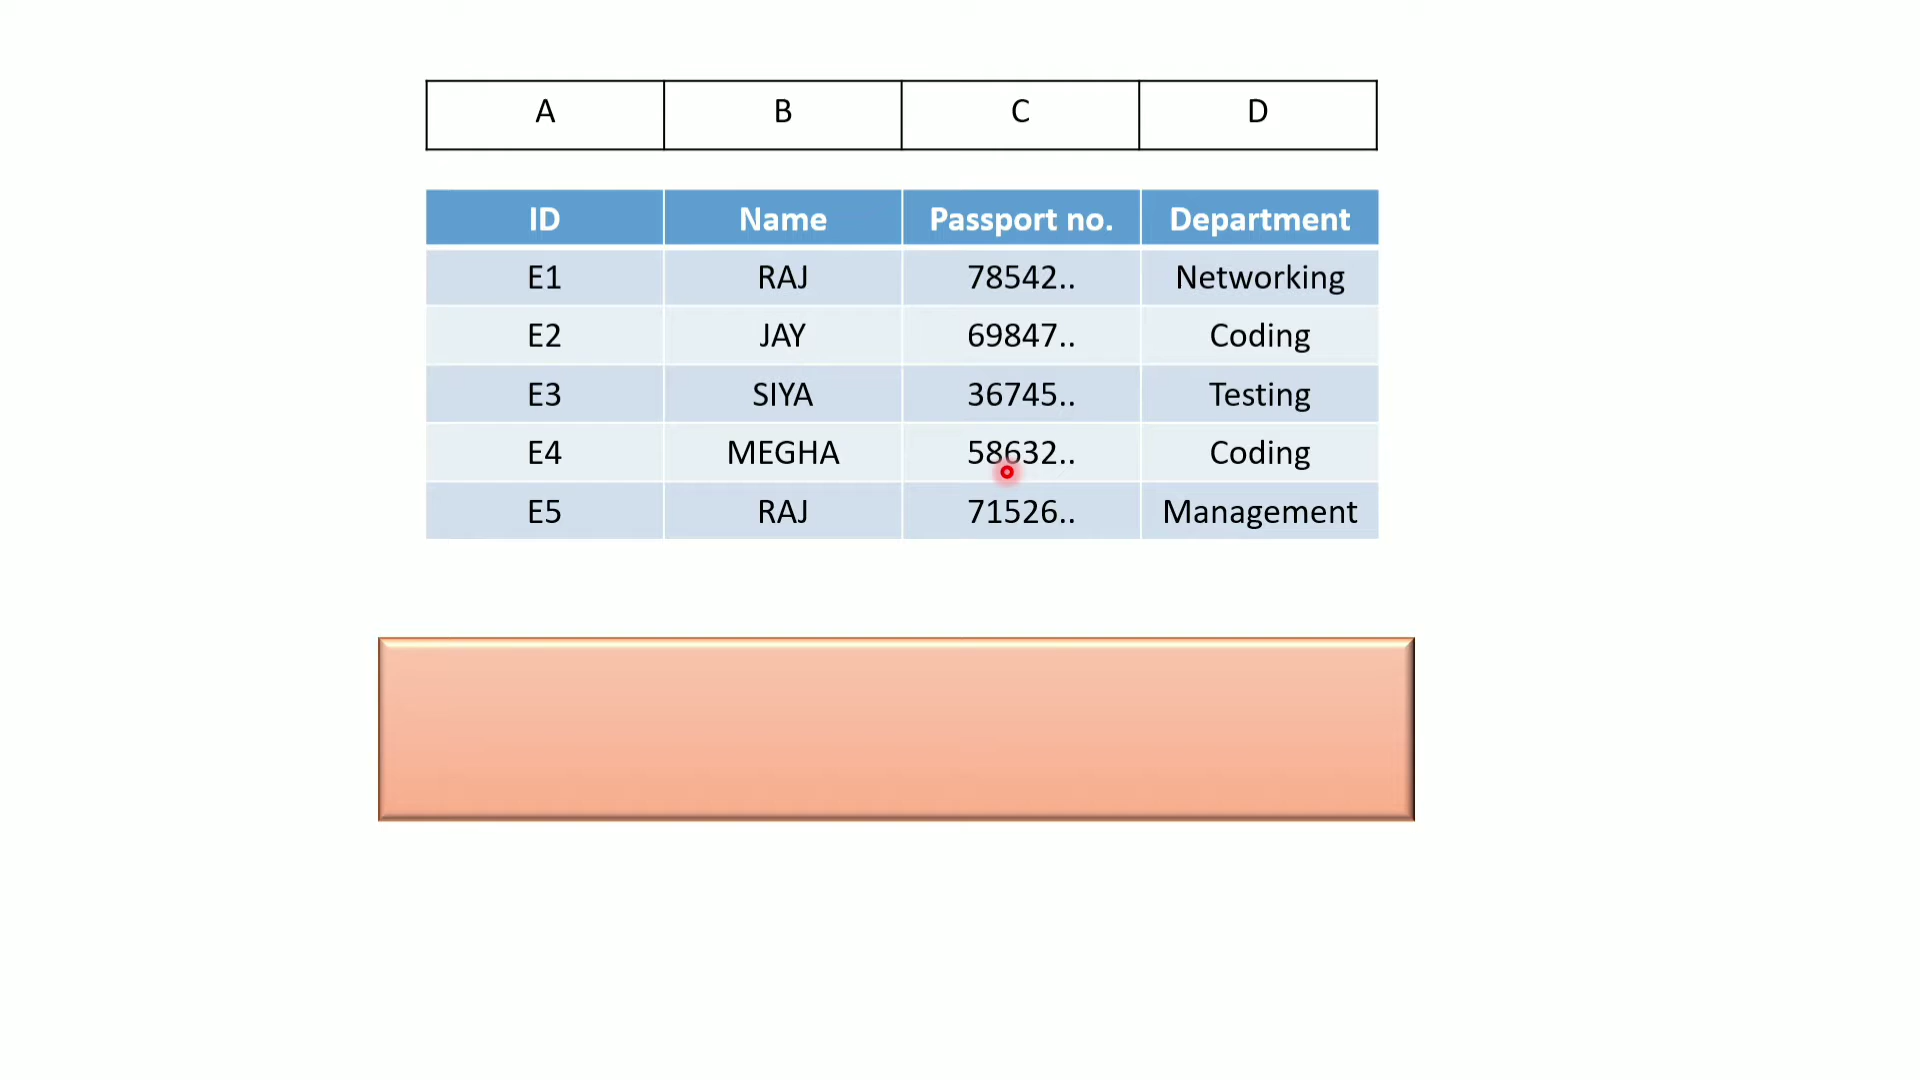 A B C D
ID Name Passport no. Department
E1 RAJ 78542.. Networking
E2 JAY 69847.. Coding
E3 SIYA 36745.. Testing
E4 MEGHA 58632.. Coding
E5 RAJ 71526.. Management